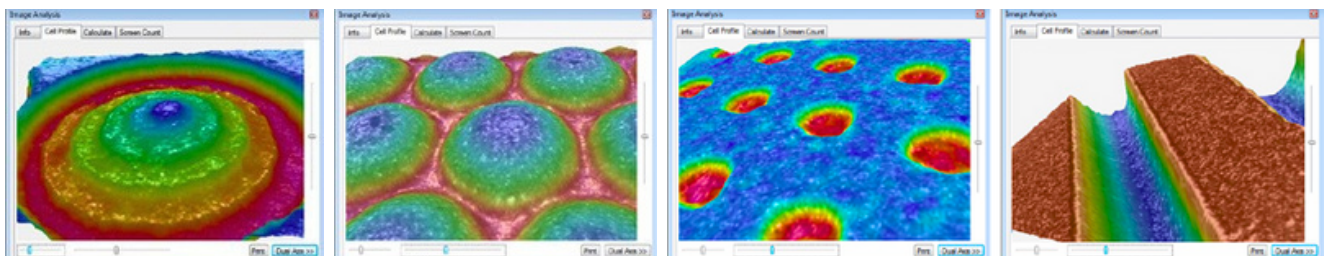 Image Analysis
Info Cell Profile Calculate Screen Count
Print Dual Axis >>
Image Analysis
Info Cell Profile Calculate Screen Count
Print Dual Axis >>
Image Analysis
Info Cell Profile Calculate Screen Count
Print Dual Axis >>
Image Analysis
Info Cell Profile Calculate Screen Count
Print Dual Axis >>